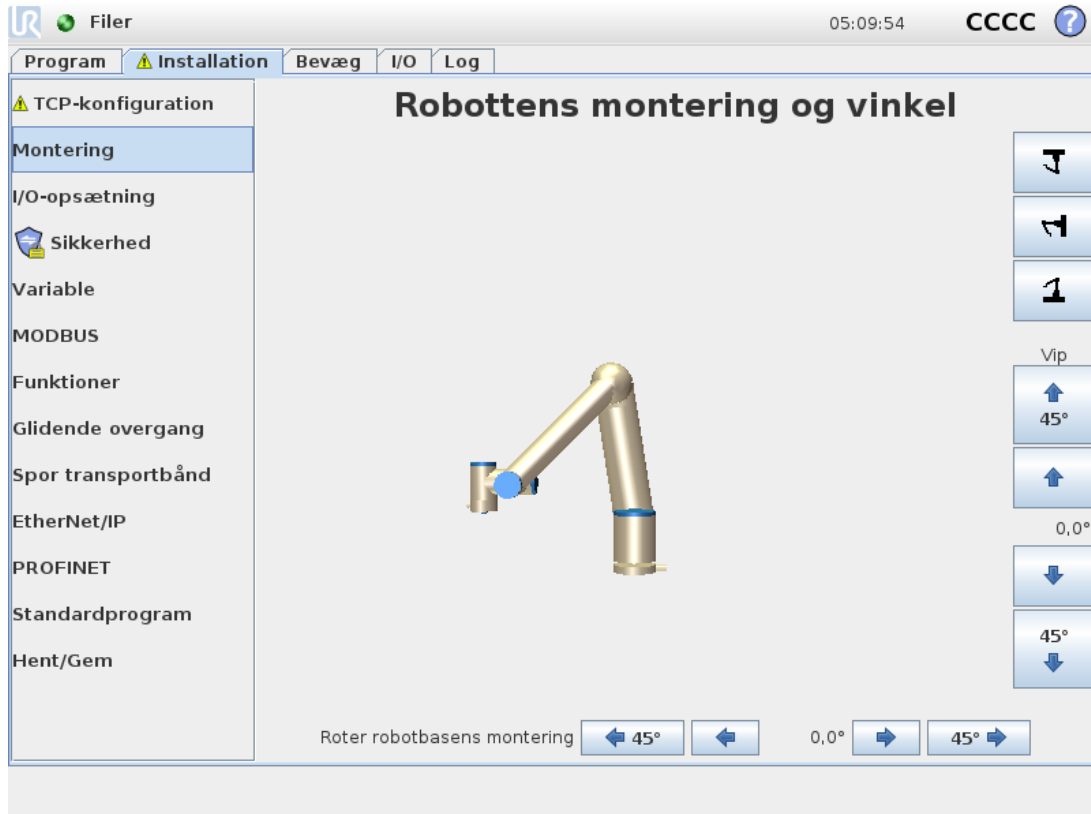 UR Filer 05:09:54 CCCC ?
Program Installation Bevæg I/O Log
TCP-konfiguration
Montering
I/O-opsætning
Sikkerhed
Variable
MODBUS
Funktioner
Glidende overgang
Spor transportbånd
EtherNet/IP
PROFINET
Standardprogram
Hent/Gem
Robottens montering og vinkel
Vip
45°
0,0°
45°
Roter robotbasens montering 45° 0,0° 45°